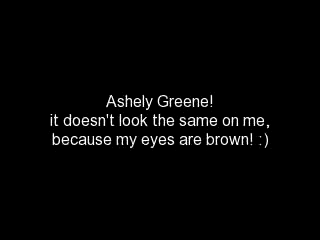 Ashely Greene!
it doesn't look the same on me,
because my eyes are brown! :)